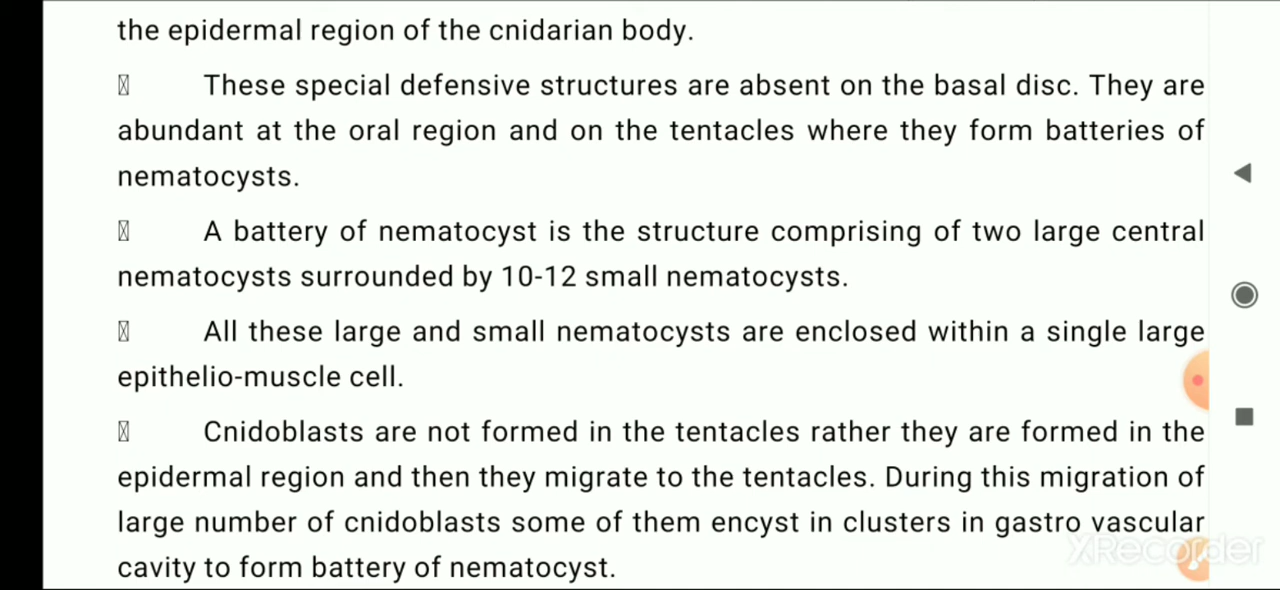 the epidermal region of the cnidarian body.
These special defensive structures are absent on the basal disc. They are
abundant at the oral region and on the tentacles where they form batteries of
nematocysts.
A battery of nematocyst is the structure comprising of two large central
nematocysts surrounded by 10-12 small nematocysts.
All these large and small nematocysts are enclosed within a single large
epithelio-muscle cell.
Cnidoblasts are not formed in the tentacles rather they are formed in the
epidermal region and then they migrate to the tentacles. During this migration of
large number of cnidoblasts some of them encyst in clusters in gastro vascular
cavity to form battery of nematocyst.
XRecorder